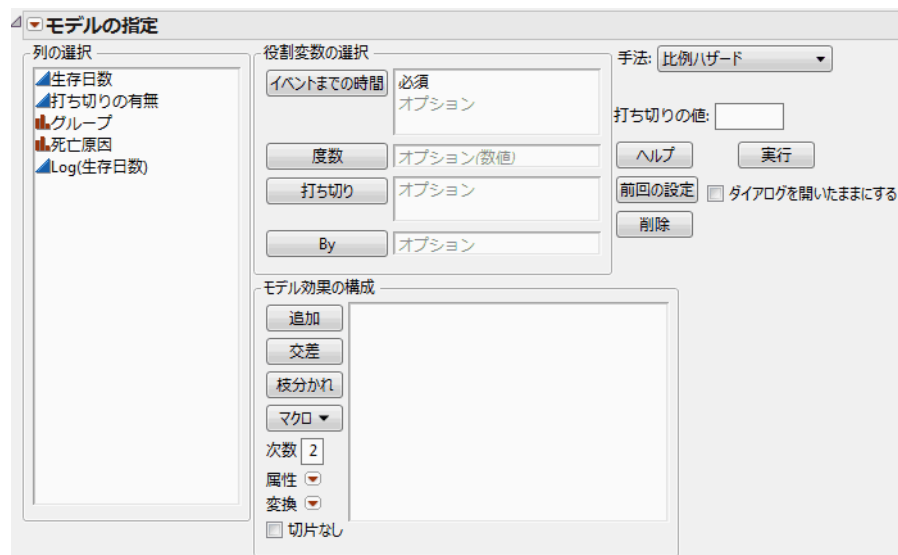 モデルの指定
列の選択
生存日数
打ち切りの有無
グループ
死亡原因
Log(生存日数)
役割変数の選択
イベントまでの時間
必須
オプション
度数
オプション(数値)
打ち切り
オプション
By
オプション
手法: 比例ハザード
打ち切りの値:
ヘルプ
実行
前回の設定
ダイアログを開いたままにする
削除
モデル効果の構成
追加
交差
枝分かれ
マクロ
次数 2
属性
変換
切片なし